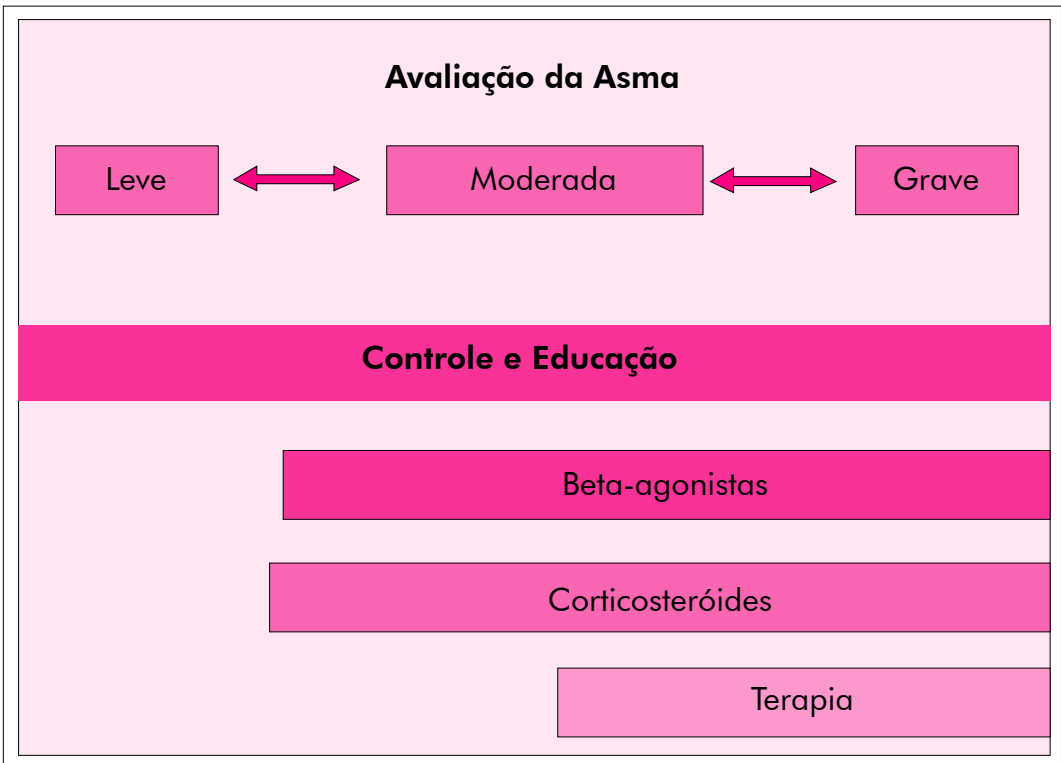 Avaliação da Asma
Leve
Moderada
Grave
Controle e Educação
Beta-agonistas
Corticosteróides
Terapia